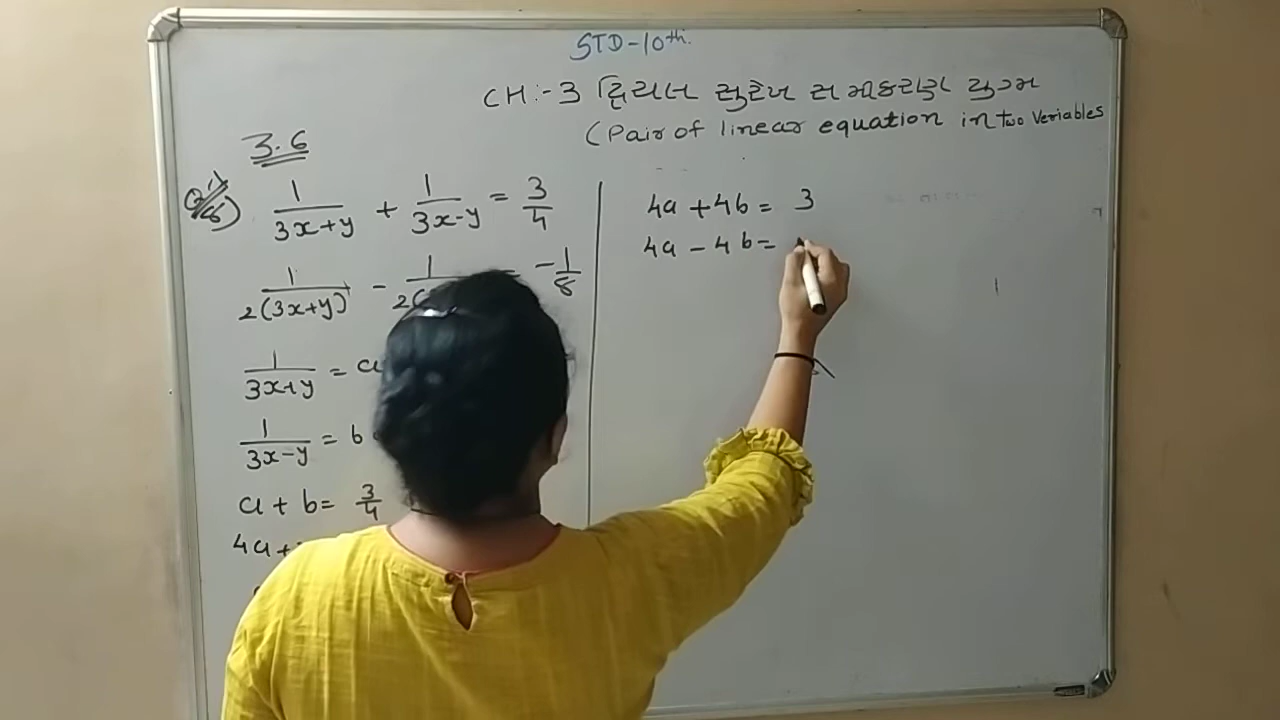 STD-10th.
CH:-3 દ્વિચલ સુરેખ સમીકરણ યુગ્મ
(Pair of linear equation in two Veriables
3.6
1/(3x+y) + 1/(3x-y) = 3/4
1/(2(3x+y)) - 1/2( = -1/8
1/(3x+y) = a
1/(3x-y) = b
a + b = 3/4
4a +
4a + 4b = 3
4a - 4b =